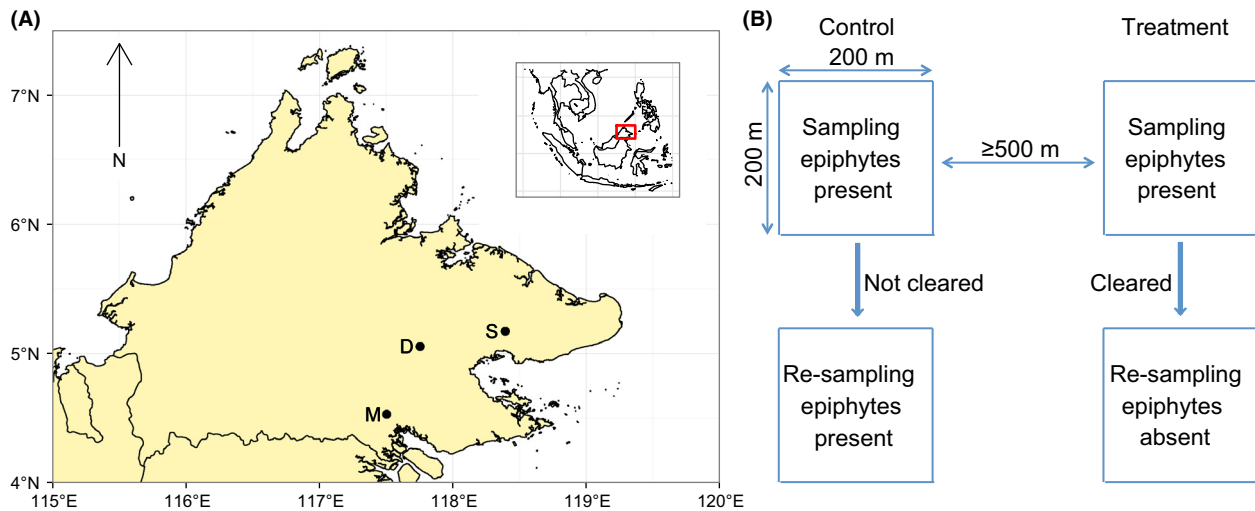 (A)
7°N
6°N
5°N
4°N
115°E
116°E
117°E
118°E
119°E
120°E
N
S
D
M
(B)
Control
Treatment
200 m
200 m
≥500 m
Sampling
epiphytes
present
Sampling
epiphytes
present
Not cleared
Cleared
Re-sampling
epiphytes
present
Re-sampling
epiphytes
absent